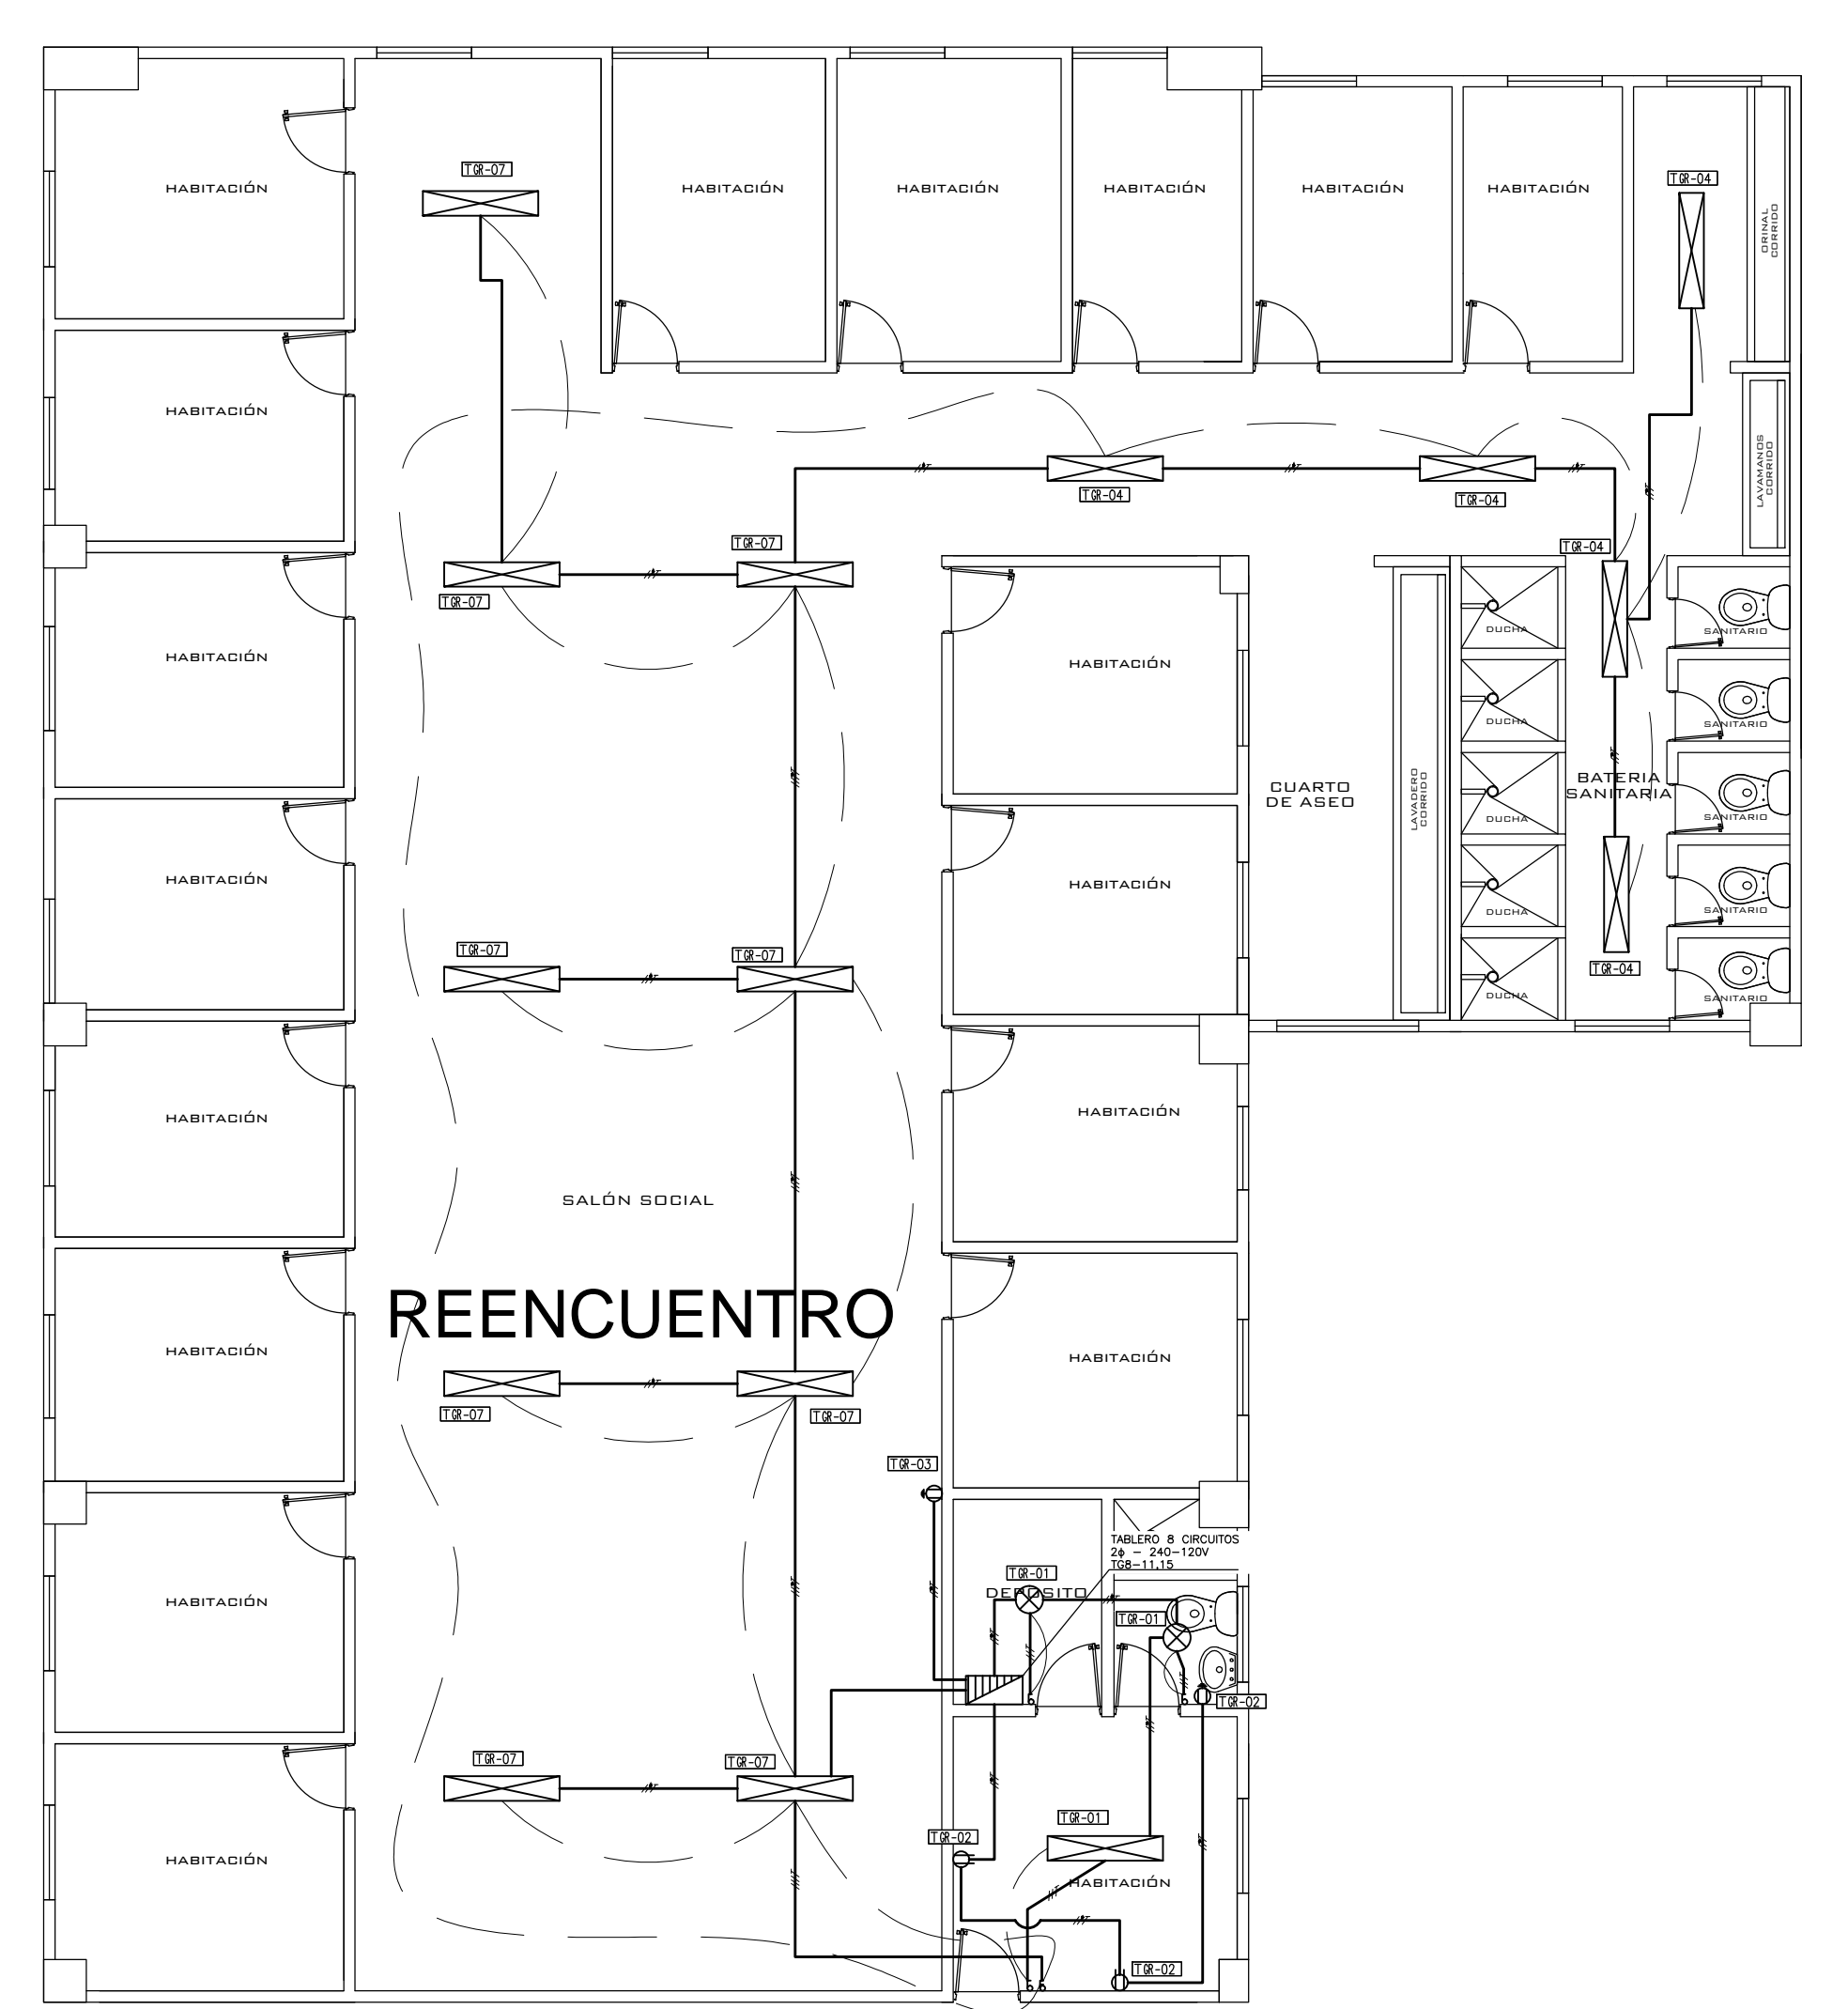 TGR-07
TGR-04
HABITACIÓN
HABITACIÓN
HABITACIÓN
HABITACIÓN
HABITACIÓN
HABITACIÓN
ORINAL
CORRIDO
HABITACIÓN
LAVAMANOS
CORRIDO
TGR-04
TGR-04
TGR-07
TGR-04
TGR-07
DUCHA
SANITARIO
HABITACIÓN
HABITACIÓN
DUCHA
SANITARIO
CUARTO
DE ASEO
LAVADERO
CORRIDO
BATERIA
SANITARIA
DUCHA
SANITARIO
HABITACIÓN
HABITACIÓN
DUCHA
SANITARIO
TGR-07
TGR-07
TGR-04
DUCHA
SANITARIO
HABITACIÓN
HABITACIÓN
SALÓN SOCIAL
REENCUENTRO
HABITACIÓN
HABITACIÓN
TGR-07
TGR-07
TGR-03
TABLERO 8 CIRCUITOS
2ϕ - 240-120V
TG8-11,15
TGR-01
DEPOSITO
HABITACIÓN
TGR-01
TGR-02
TGR-07
TGR-07
TGR-01
TGR-02
HABITACIÓN
HABITACIÓN
TGR-02